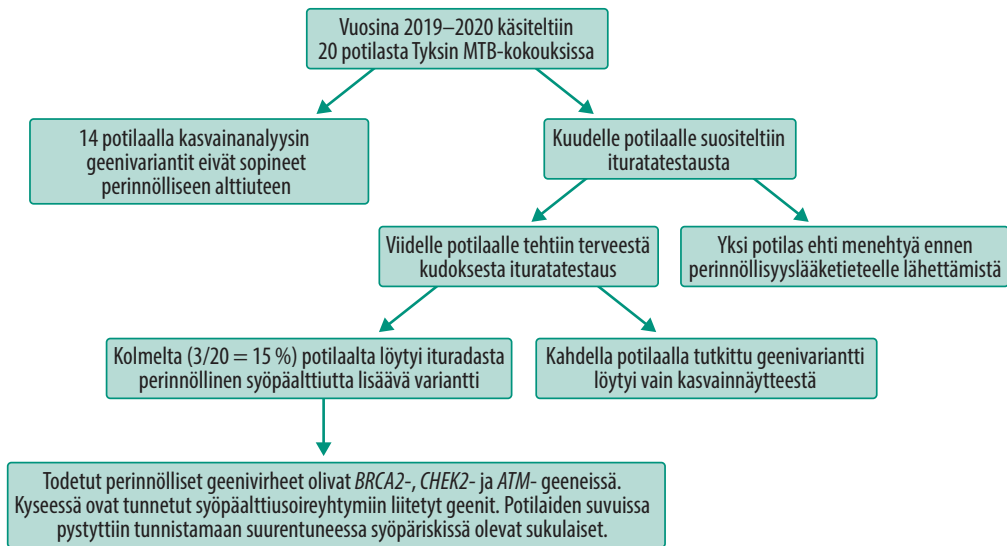 Vuosina 2019–2020 käsiteltiin
20 potilasta Tyksin MTB-kokouksissa
14 potilaalla kasvainanalyysin
geenivariantit eivät sopineet
perinnölliseen alttiuteen
Kuudelle potilaalle suositeltiin
ituratatestausta
Viidelle potilaalle tehtiin terveestä
kudoksesta ituratatestaus
Yksi potilas ehti menehtyä ennen
perinnöllisyyslääketieteelle lähettämistä
Kolmelta (3/20 = 15 %) potilaalta löytyi ituradasta
perinnöllinen syöpäalttiutta lisäävä variantti
Kahdella potilaalla tutkittu geenivariantti
löytyi vain kasvainnäytteestä
Todetut perinnölliset geenivirheet olivat BRCA2-, CHEK2- ja ATM- geeneissä.
Kyseessä ovat tunnetut syöpäalttiusoireyhtymiin liitetyt geenit. Potilaiden suvuissa
pystyttiin tunnistamaan suurentuneessa syöpäriskissä olevat sukulaiset.